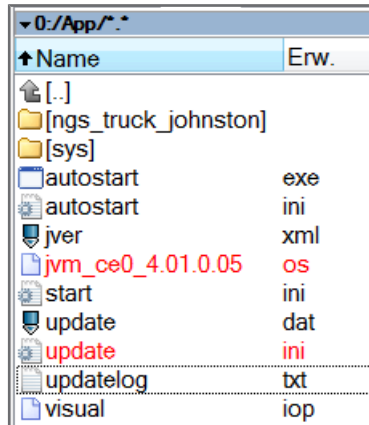 ▾0:/App/*.*
↑Name Erw.
[..]
[ngs_truck_johnston]
[sys]
autostart exe
autostart ini
jver xml
jvm_ce0_4.01.0.05 os
start ini
update dat
update ini
updatelog txt
visual iop